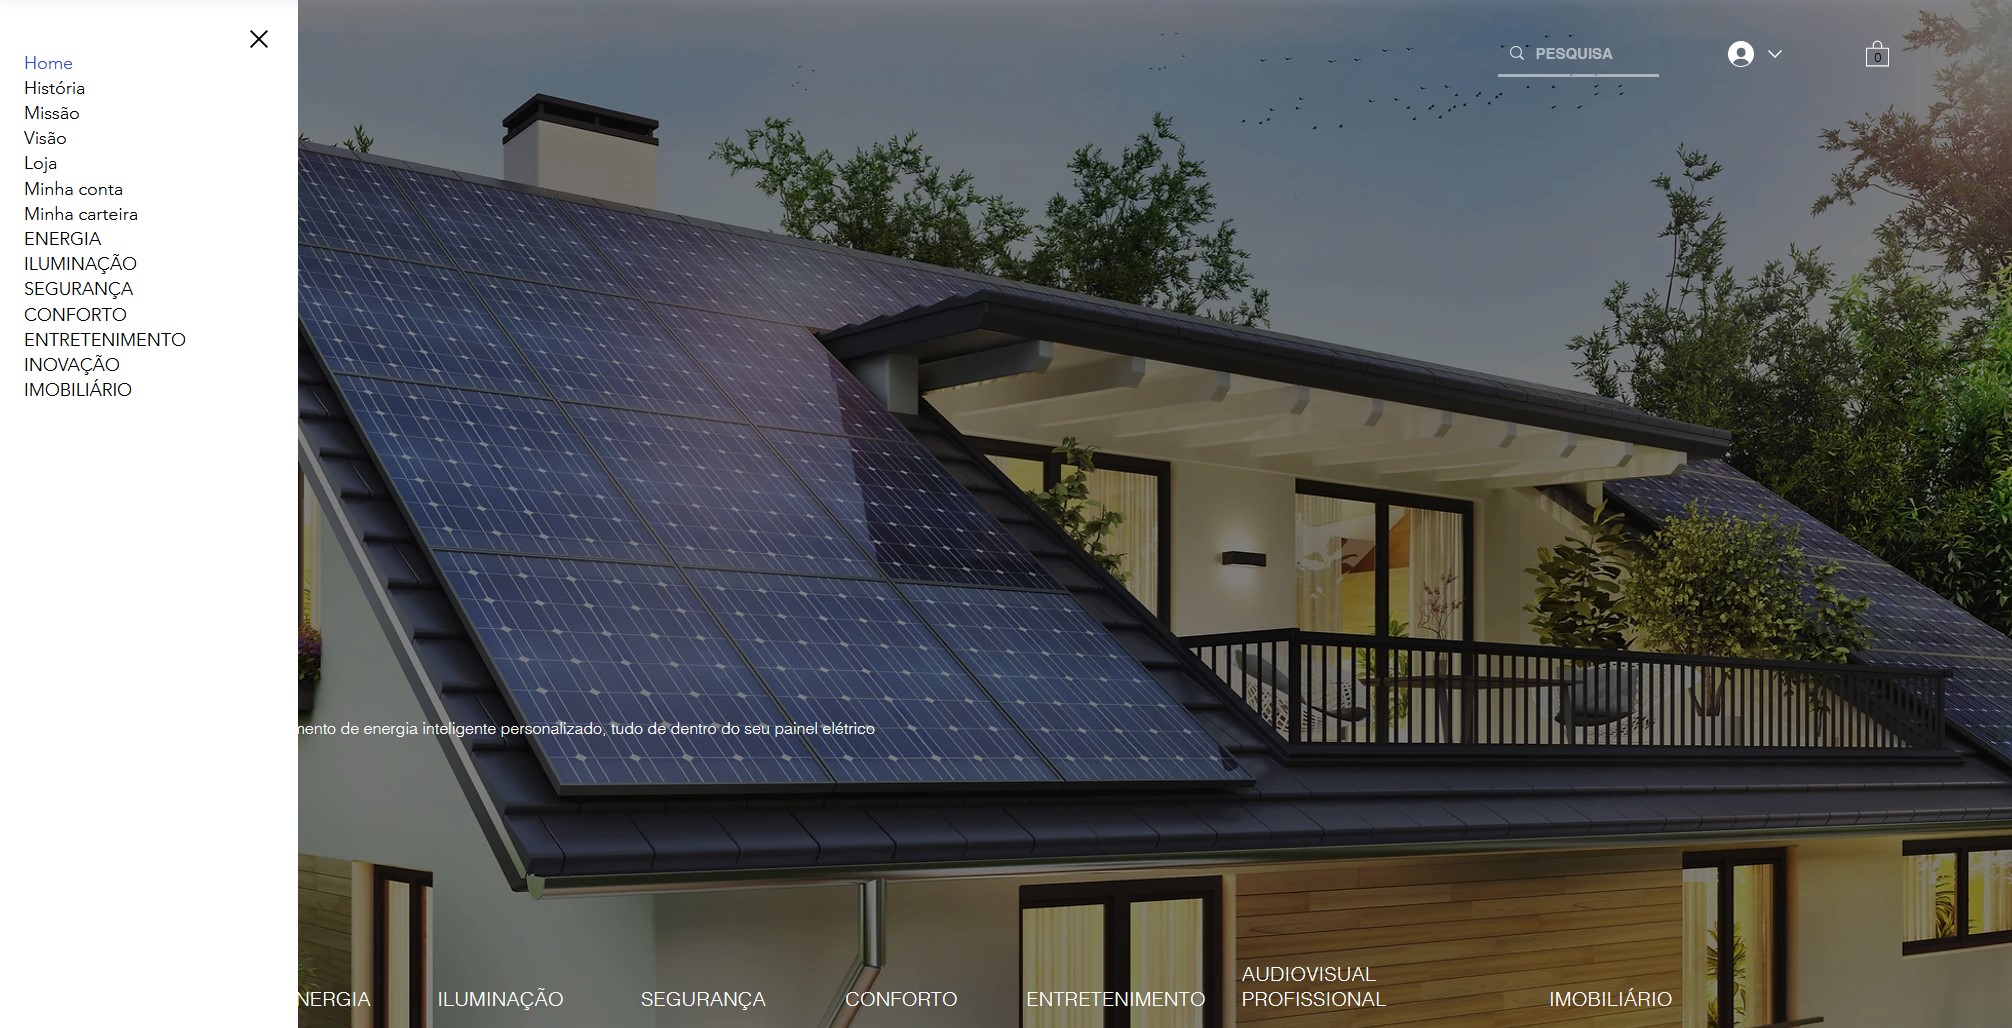 Home
História
Missão
Visão
Loja
Minha conta
Minha carteira
ENERGIA
ILUMINAÇÃO
SEGURANÇA
CONFORTO
ENTRETENIMENTO
INOVAÇÃO
IMOBILIÁRIO
PESQUISA
0
mento de energia inteligente personalizado, tudo de dentro do seu painel elétrico
NERGIA
ILUMINAÇÃO
SEGURANÇA
CONFORTO
ENTRETENIMENTO
AUDIOVISUAL
PROFISSIONAL
IMOBILIÁRIO